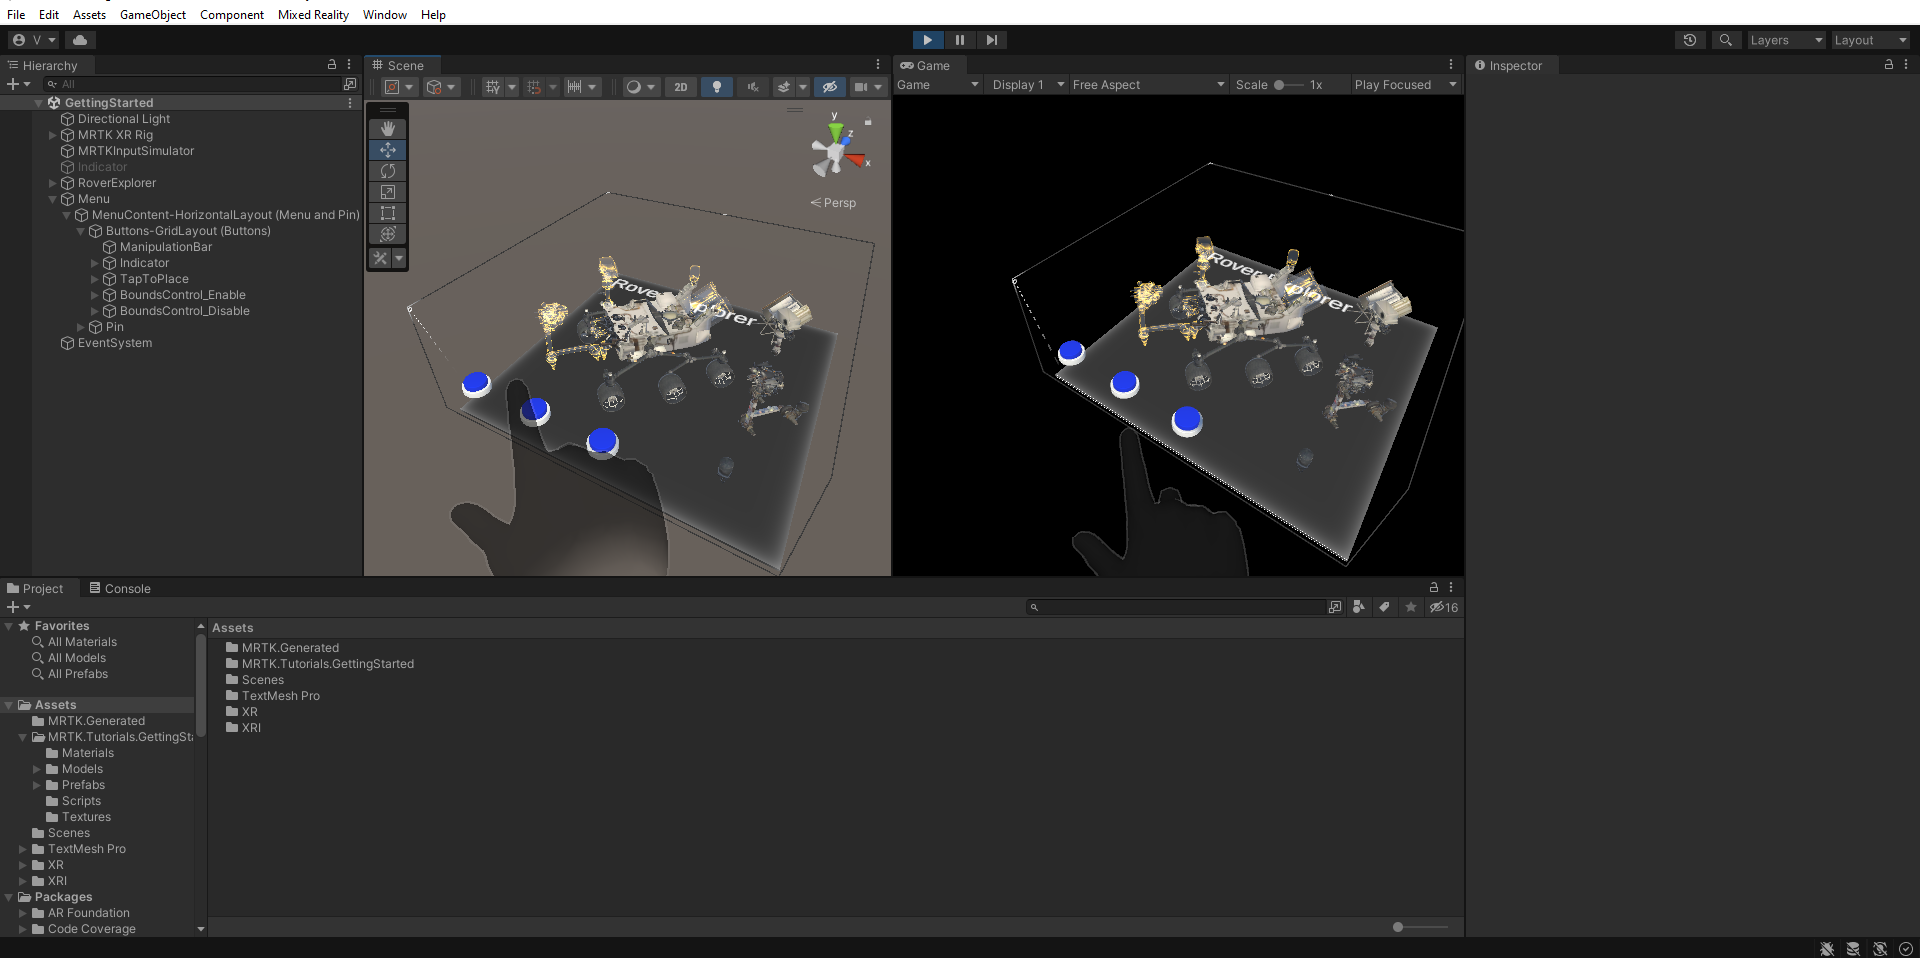 File Edit Assets GameObject Component Mixed Reality Window Help
V
Layers Layout
Hierarchy
All
GettingStarted
Directional Light
MRTK XR Rig
MRTKInputSimulator
Indicator
RoverExplorer
Menu
MenuContent-HorizontalLayout (Menu and Pin)
Buttons-GridLayout (Buttons)
ManipulationBar
Indicator
TapToPlace
BoundsControl_Enable
BoundsControl_Disable
Pin
EventSystem
Scene
2D
y
z
x
Persp
Rover Explorer
Game
Game Display 1 Free Aspect Scale 1x Play Focused
Rover Explorer
Inspector
Project Console
16
Favorites
All Materials
All Models
All Prefabs
Assets
MRTK.Generated
MRTK.Tutorials.GettingSta
Materials
Models
Prefabs
Scripts
Textures
Scenes
TextMesh Pro
XR
XRI
Packages
AR Foundation
Code Coverage
Assets
MRTK.Generated
MRTK.Tutorials.GettingStarted
Scenes
TextMesh Pro
XR
XRI